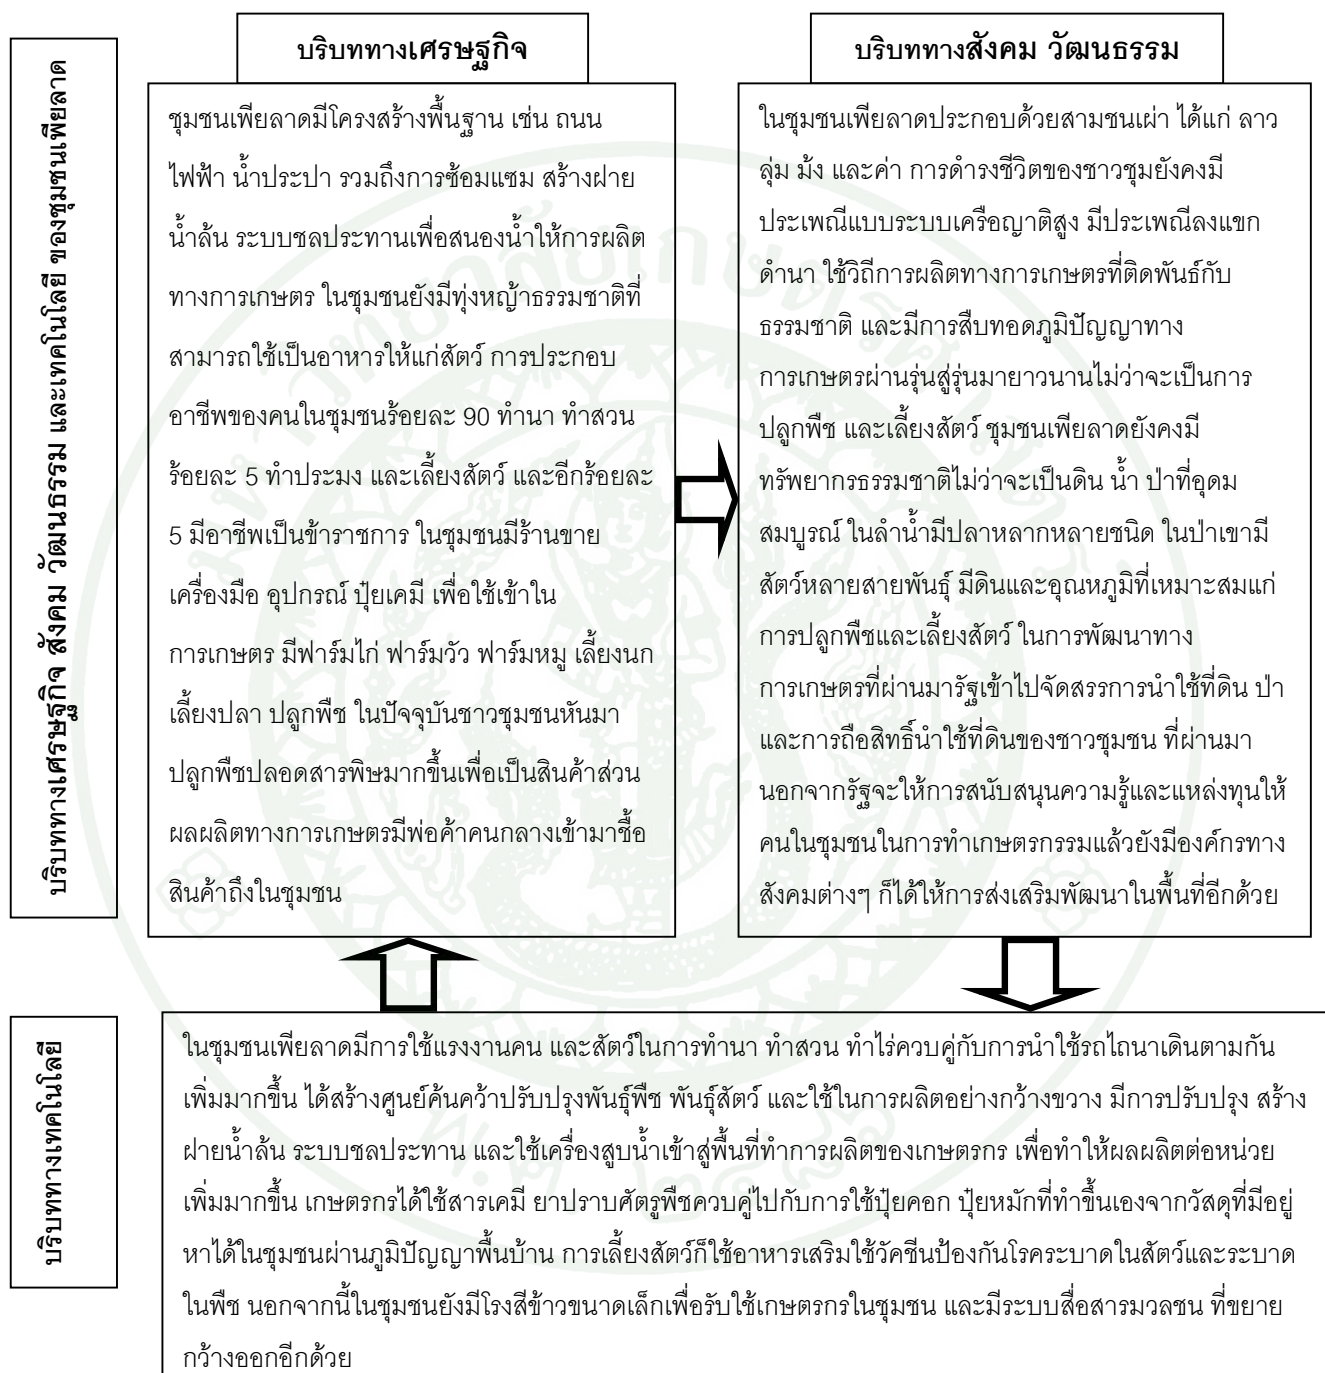 บริบททางเศรษฐกิจ สังคม วัฒนธรรม และเทคโนโลยี ของชุมชนเพียลาด
บริบททางเศรษฐกิจ
ชุมชนเพียลาดมีโครงสร้างพื้นฐาน เช่น ถนน
ไฟฟ้า น้ำประปา รวมถึงการซ้อมแซม สร้างฝาย
น้ำล้น ระบบชลประทานเพื่อสนองน้ำให้การผลิต
ทางการเกษตร ในชุมชนยังมีทุ่งหญ้าธรรมชาติที่
สามารถใช้เป็นอาหารให้แก่สัตว์ การประกอบ
อาชีพของคนในชุมชนร้อยละ 90 ทำนา ทำสวน
ร้อยละ 5 ทำประมง และเลี้ยงสัตว์ และอีกร้อยละ
5 มีอาชีพเป็นข้าราชการ ในชุมชนมีร้านขาย
เครื่องมือ อุปกรณ์ ปุ๋ยเคมี เพื่อใช้เข้าใน
การเกษตร มีฟาร์มไก่ ฟาร์มวัว ฟาร์มหมู เลี้ยงนก
เลี้ยงปลา ปลูกพืช ในปัจจุบันชาวชุมชนหันมา
ปลูกพืชปลอดสารพิษมากขึ้นเพื่อเป็นสินค้าส่วน
ผลผลิตทางการเกษตรมีพ่อค้าคนกลางเข้ามาซื้อ
สินค้าถึงในชุมชน
บริบททางสังคม วัฒนธรรม
ในชุมชนเพียลาดประกอบด้วยสามชนเผ่า ได้แก่ ลาว
ลุ่ม ม้ง และค่า การดำรงชีวิตของชาวชุมยังคงมี
ประเพณีแบบระบบเครือญาติสูง มีประเพณีลงแขก
ดำนา ใช้วิถีการผลิตทางการเกษตรที่ติดพันธ์กับ
ธรรมชาติ และมีการสืบทอดภูมิปัญญาทาง
การเกษตรผ่านรุ่นสู่รุ่นมายาวนานไม่ว่าจะเป็นการ
ปลูกพืช และเลี้ยงสัตว์ ชุมชนเพียลาดยังคงมี
ทรัพยากรธรรมชาติไม่ว่าจะเป็นดิน น้ำ ป่าที่อุดม
สมบูรณ์ ในลำน้ำมีปลาหลากหลายชนิด ในป่าเขามี
สัตว์หลายสายพันธุ์ มีดินและอุณหภูมิที่เหมาะสมแก่
การปลูกพืชและเลี้ยงสัตว์ ในการพัฒนาทาง
การเกษตรที่ผ่านมารัฐเข้าไปจัดสรรการนำใช้ที่ดิน ป่า
และการถือสิทธิ์นำใช้ที่ดินของชาวชุมชน ที่ผ่านมา
นอกจากรัฐจะให้การสนับสนุนความรู้และแหล่งทุนให้
คนในชุมชนในการทำเกษตรกรรมแล้วยังมีองค์กรทาง
สังคมต่างๆ ก็ได้ให้การส่งเสริมพัฒนาในพื้นที่อีกด้วย
บริบททางเทคโนโลยี
ในชุมชนเพียลาดมีการใช้แรงงานคน และสัตว์ในการทำนา ทำสวน ทำไร่ควบคู่กับการนำใช้รถไถนาเดินตามกัน
เพิ่มมากขึ้น ได้สร้างศูนย์ค้นคว้าปรับปรุงพันธุ์พืช พันธุ์สัตว์ และใช้ในการผลิตอย่างกว้างขวาง มีการปรับปรุง สร้าง
ฝายน้ำล้น ระบบชลประทาน และใช้เครื่องสูบน้ำเข้าสู่พื้นที่ทำการผลิตของเกษตรกร เพื่อทำให้ผลผลิตต่อหน่วย
เพิ่มมากขึ้น เกษตรกรได้ใช้สารเคมี ยาปราบศัตรูพืชควบคู่ไปกับการใช้ปุ๋ยคอก ปุ๋ยหมักที่ทำขึ้นเองจากวัสดุที่มีอยู่
หาได้ในชุมชนผ่านภูมิปัญญาพื้นบ้าน การเลี้ยงสัตว์ก็ใช้อาหารเสริมใช้วัคซีนป้องกันโรคระบาดในสัตว์และระบาด
ในพืช นอกจากนี้ในชุมชนยังมีโรงสีข้าวขนาดเล็กเพื่อรับใช้เกษตรกรในชุมชน และมีระบบสื่อสารมวลชน ที่ขยาย
กว้างออกอีกด้วย
มหาวิทยาลัยเกษตรศาสตร์
พ.ศ. ๒๔๘๖